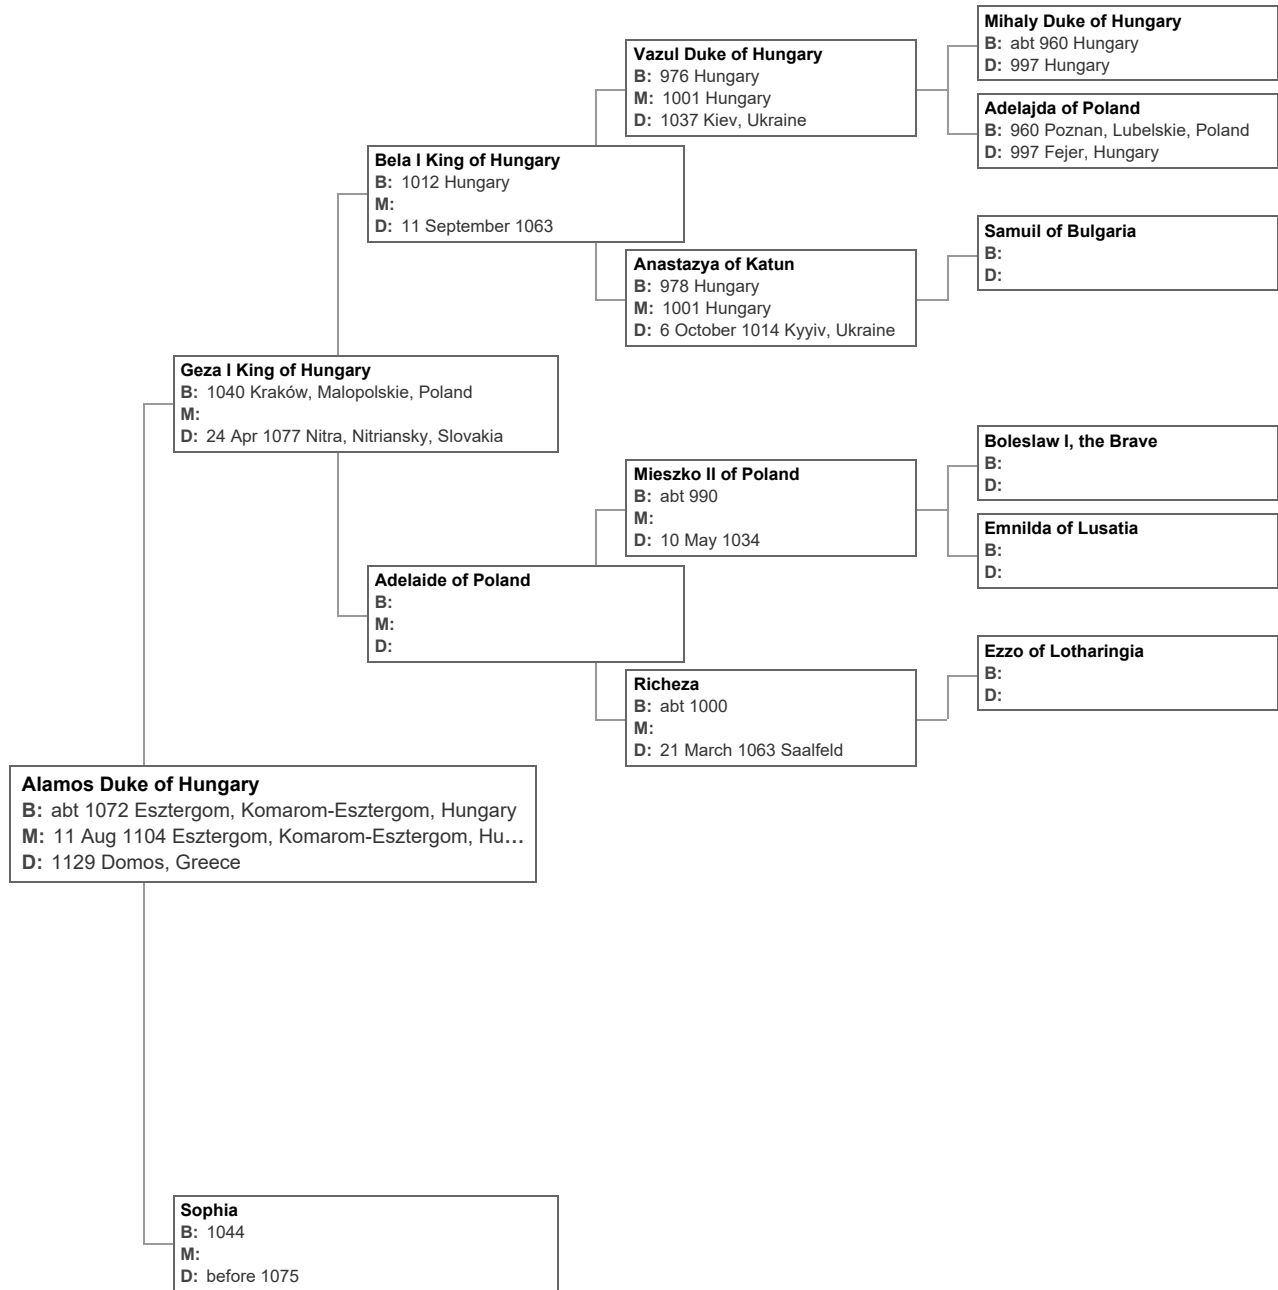 Mihaly Duke of Hungary
B: abt 960 Hungary
D: 997 Hungary
Vazul Duke of Hungary
B: 976 Hungary
M: 1001 Hungary
D: 1037 Kiev, Ukraine
Adelajda of Poland
B: 960 Poznan, Lubelskie, Poland
D: 997 Fejer, Hungary
Bela I King of Hungary
B: 1012 Hungary
M:
D: 11 September 1063
Samuil of Bulgaria
B:
D:
Anastazya of Katun
B: 978 Hungary
M: 1001 Hungary
D: 6 October 1014 Kyyiv, Ukraine
Geza I King of Hungary
B: 1040 Kraków, Malopolskie, Poland
M:
D: 24 Apr 1077 Nitra, Nitriansky, Slovakia
Boleslaw I, the Brave
B:
D:
Mieszko II of Poland
B: abt 990
M:
D: 10 May 1034
Emnilda of Lusatia
B:
D:
Adelaide of Poland
B:
M:
D:
Ezzo of Lotharingia
B:
D:
Richeza
B: abt 1000
M:
D: 21 March 1063 Saalfeld
Alamos Duke of Hungary
B: abt 1072 Esztergom, Komarom-Esztergom, Hungary
M: 11 Aug 1104 Esztergom, Komarom-Esztergom, Hu...
D: 1129 Domos, Greece
Sophia
B: 1044
M:
D: before 1075